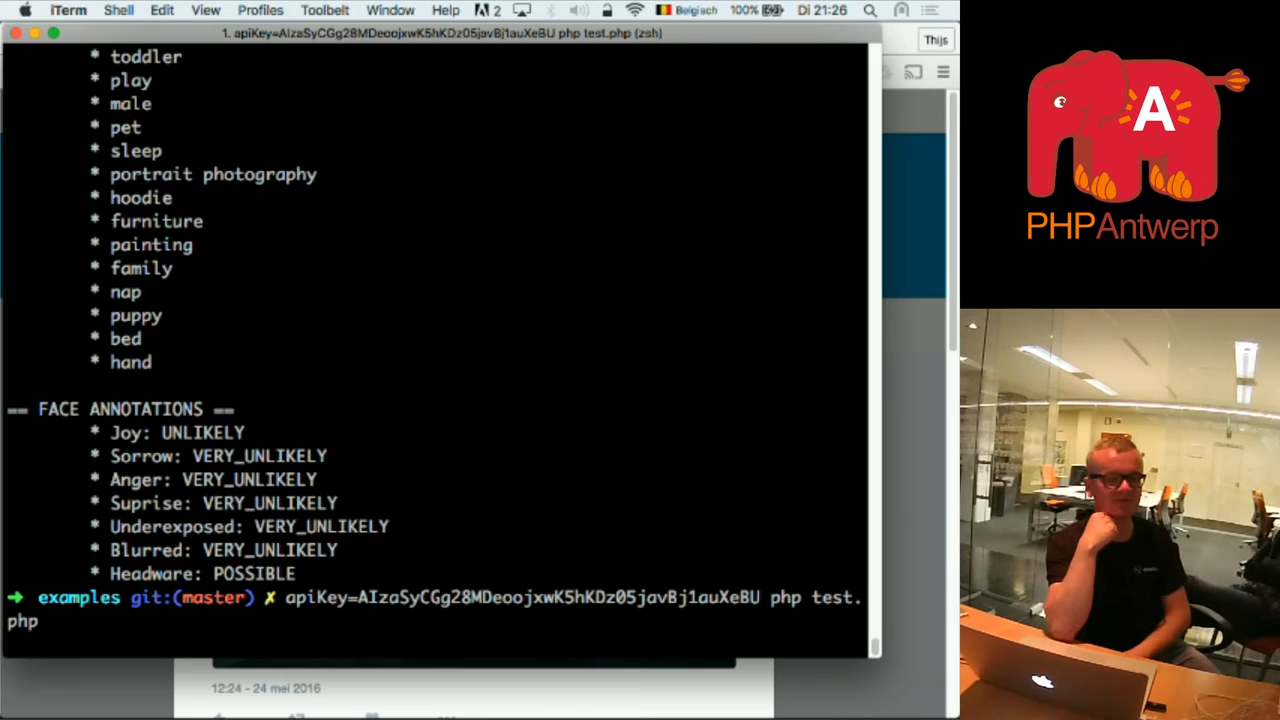 iTerm Shell Edit View Profiles Toolbelt Window Help 2 Belgisch 100% Di 21:26
1. apiKey=AIzaSyCGg28MDeoojxwK5hKDz05javBj1auXeBU php test.php (zsh)
Thijs
* toddler
* play
* male
* pet
* sleep
* portrait photography
* hoodie
* furniture
* painting
* family
* nap
* puppy
* bed
* hand
== FACE ANNOTATIONS ==
* Joy: UNLIKELY
* Sorrow: VERY_UNLIKELY
* Anger: VERY_UNLIKELY
* Suprise: VERY_UNLIKELY
* Underexposed: VERY_UNLIKELY
* Blurred: VERY_UNLIKELY
* Headware: POSSIBLE
➜ examples git:(master) ✗ apiKey=AIzaSyCGg28MDeoojxwK5hKDz05javBj1auXeBU php test.
php
12:24 - 24 mei 2016
A
PHPAntwerp